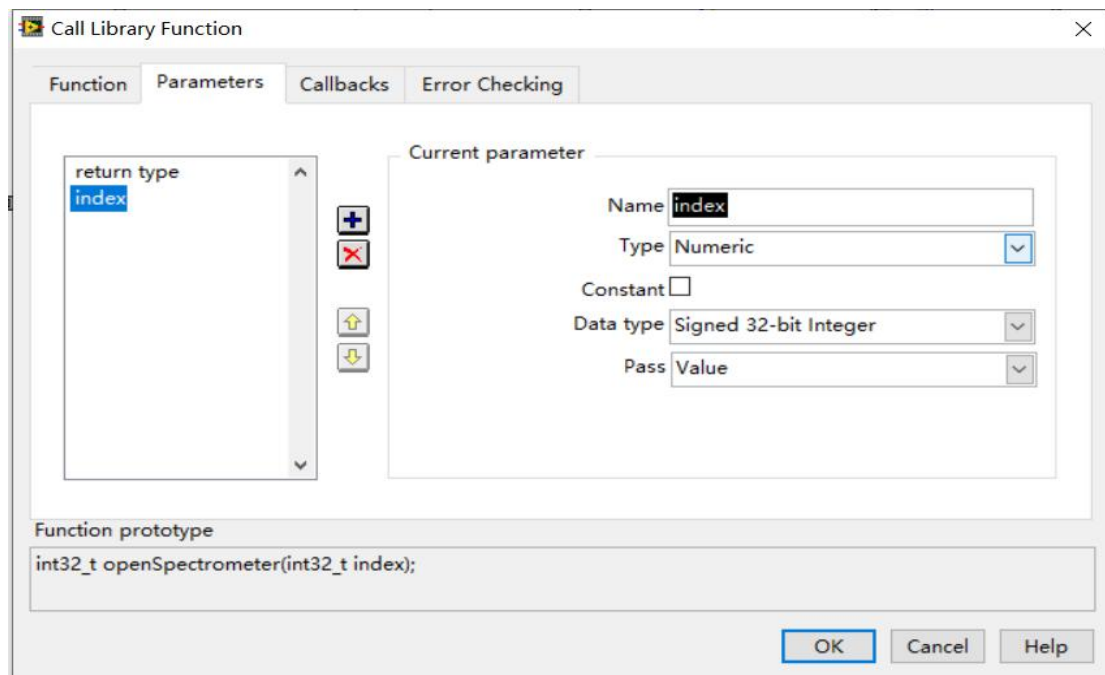 Call Library Function
Function Parameters Callbacks Error Checking
return type
index
Current parameter
Name index
Type Numeric
Constant
Data type Signed 32-bit Integer
Pass Value
Function prototype
int32_t openSpectrometer(int32_t index);
OK Cancel Help